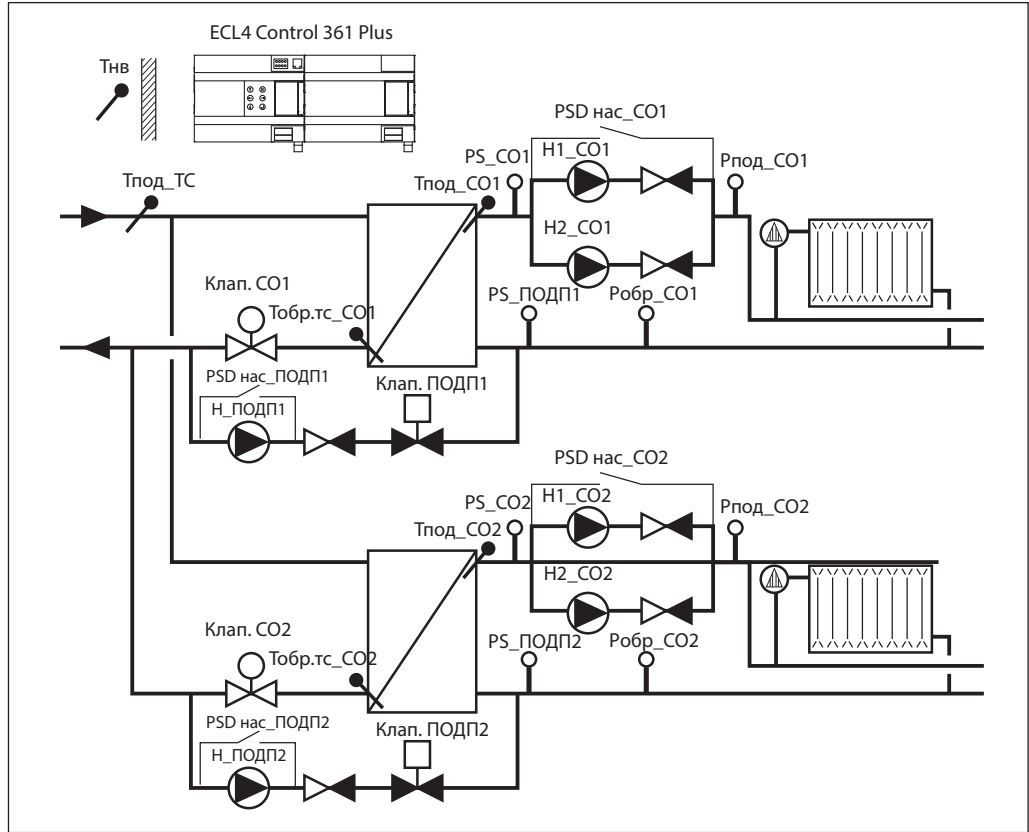 ECL4 Control 361 Plus
Тнв
PSD нас_СО1
PS_СО1
Н1_СО1
Рпод_СО1
Тпод_ТС
Тпод_СО1
Н2_СО1
Клап. СО1
PS_ПОДП1
Робр_СО1
Тобр.тс_СО1
PSD нас_ПОДП1
Клап. ПОДП1
Н_ПОДП1
PSD нас_СО2
PS_СО2
Н1_СО2
Рпод_СО2
Тпод_СО2
Н2_СО2
Клап. СО2
PS_ПОДП2
Робр_СО2
Тобр.тс_СО2
PSD нас_ПОДП2
Клап. ПОДП2
Н_ПОДП2